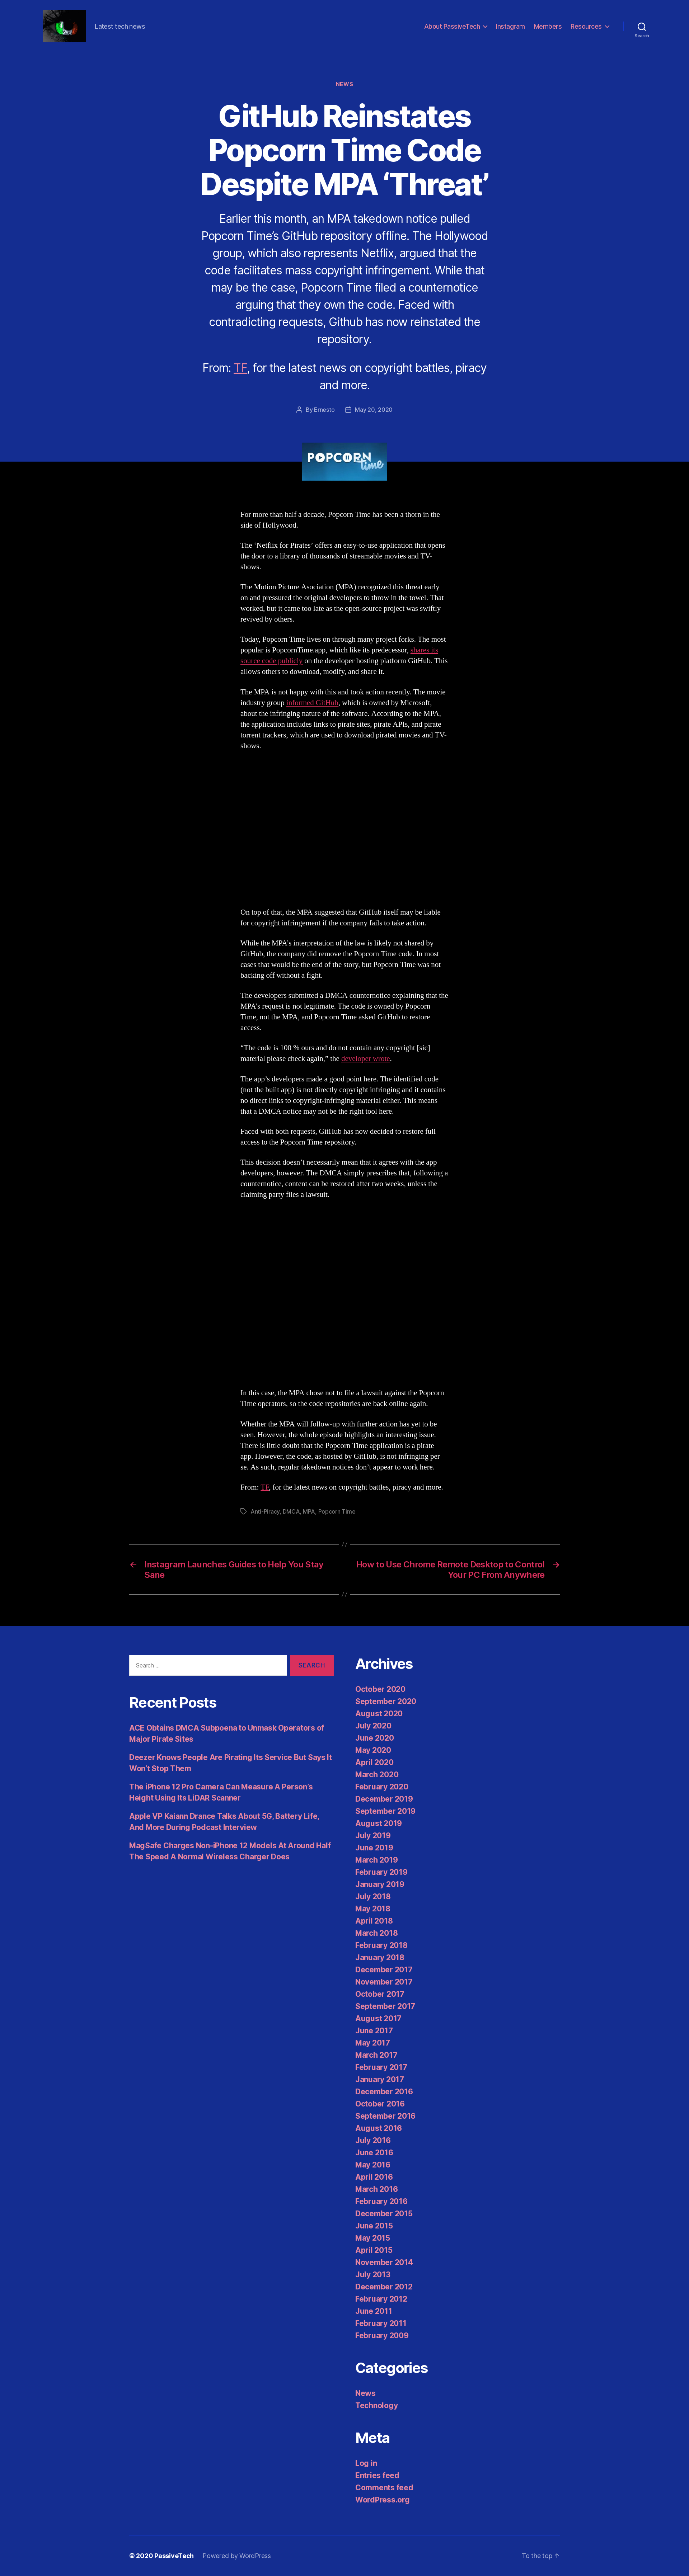 Latest tech news
About PassiveTech
Instagram
Members
Resources
Search
NEWS
GitHub Reinstates
Popcorn Time Code
Despite MPA ‘Threat’
Earlier this month, an MPA takedown notice pulled
Popcorn Time’s GitHub repository offline. The Hollywood
group, which also represents Netflix, argued that the
code facilitates mass copyright infringement. While that
may be the case, Popcorn Time filed a counternotice
arguing that they own the code. Faced with
contradicting requests, Github has now reinstated the
repository.
From: TF, for the latest news on copyright battles, piracy
and more.
By Ernesto
May 20, 2020
POPCORN
time
For more than half a decade, Popcorn Time has been a thorn in the
side of Hollywood.
The ‘Netflix for Pirates’ offers an easy-to-use application that opens
the door to a library of thousands of streamable movies and TV-
shows.
The Motion Picture Asociation (MPA) recognized this threat early
on and pressured the original developers to throw in the towel. That
worked, but it came too late as the open-source project was swiftly
revived by others.
Today, Popcorn Time lives on through many project forks. The most
popular is PopcornTime.app, which like its predecessor, shares its
source code publicly on the developer hosting platform GitHub. This
allows others to download, modify, and share it.
The MPA is not happy with this and took action recently. The movie
industry group informed GitHub, which is owned by Microsoft,
about the infringing nature of the software. According to the MPA,
the application includes links to pirate sites, pirate APIs, and pirate
torrent trackers, which are used to download pirated movies and TV-
shows.
On top of that, the MPA suggested that GitHub itself may be liable
for copyright infringement if the company fails to take action.
While the MPA’s interpretation of the law is likely not shared by
GitHub, the company did remove the Popcorn Time code. In most
cases that would be the end of the story, but Popcorn Time was not
backing off without a fight.
The developers submitted a DMCA counternotice explaining that the
MPA’s request is not legitimate. The code is owned by Popcorn
Time, not the MPA, and Popcorn Time asked GitHub to restore
access.
“The code is 100 % ours and do not contain any copyright [sic]
material please check again,” the developer wrote.
The app’s developers made a good point here. The identified code
(not the built app) is not directly copyright infringing and it contains
no direct links to copyright-infringing material either. This means
that a DMCA notice may not be the right tool here.
Faced with both requests, GitHub has now decided to restore full
access to the Popcorn Time repository.
This decision doesn’t necessarily mean that it agrees with the app
developers, however. The DMCA simply prescribes that, following a
counternotice, content can be restored after two weeks, unless the
claiming party files a lawsuit.
In this case, the MPA chose not to file a lawsuit against the Popcorn
Time operators, so the code repositories are back online again.
Whether the MPA will follow-up with further action has yet to be
seen. However, the whole episode highlights an interesting issue.
There is little doubt that the Popcorn Time application is a pirate
app. However, the code, as hosted by GitHub, is not infringing per
se. As such, regular takedown notices don’t appear to work here.
From: TF, for the latest news on copyright battles, piracy and more.
Anti-Piracy, DMCA, MPA, Popcorn Time
//
← Instagram Launches Guides to Help You Stay
Sane
How to Use Chrome Remote Desktop to Control →
Your PC From Anywhere
//
Search …
SEARCH
Recent Posts
ACE Obtains DMCA Subpoena to Unmask Operators of
Major Pirate Sites
Deezer Knows People Are Pirating Its Service But Says It
Won’t Stop Them
The iPhone 12 Pro Camera Can Measure A Person’s
Height Using Its LiDAR Scanner
Apple VP Kaiann Drance Talks About 5G, Battery Life,
And More During Podcast Interview
MagSafe Charges Non-iPhone 12 Models At Around Half
The Speed A Normal Wireless Charger Does
Archives
October 2020
September 2020
August 2020
July 2020
June 2020
May 2020
April 2020
March 2020
February 2020
December 2019
September 2019
August 2019
July 2019
June 2019
March 2019
February 2019
January 2019
July 2018
May 2018
April 2018
March 2018
February 2018
January 2018
December 2017
November 2017
October 2017
September 2017
August 2017
June 2017
May 2017
March 2017
February 2017
January 2017
December 2016
October 2016
September 2016
August 2016
July 2016
June 2016
May 2016
April 2016
March 2016
February 2016
December 2015
June 2015
May 2015
April 2015
November 2014
July 2013
December 2012
February 2012
June 2011
February 2011
February 2009
Categories
News
Technology
Meta
Log in
Entries feed
Comments feed
WordPress.org
© 2020 PassiveTech
Powered by WordPress
To the top ↑